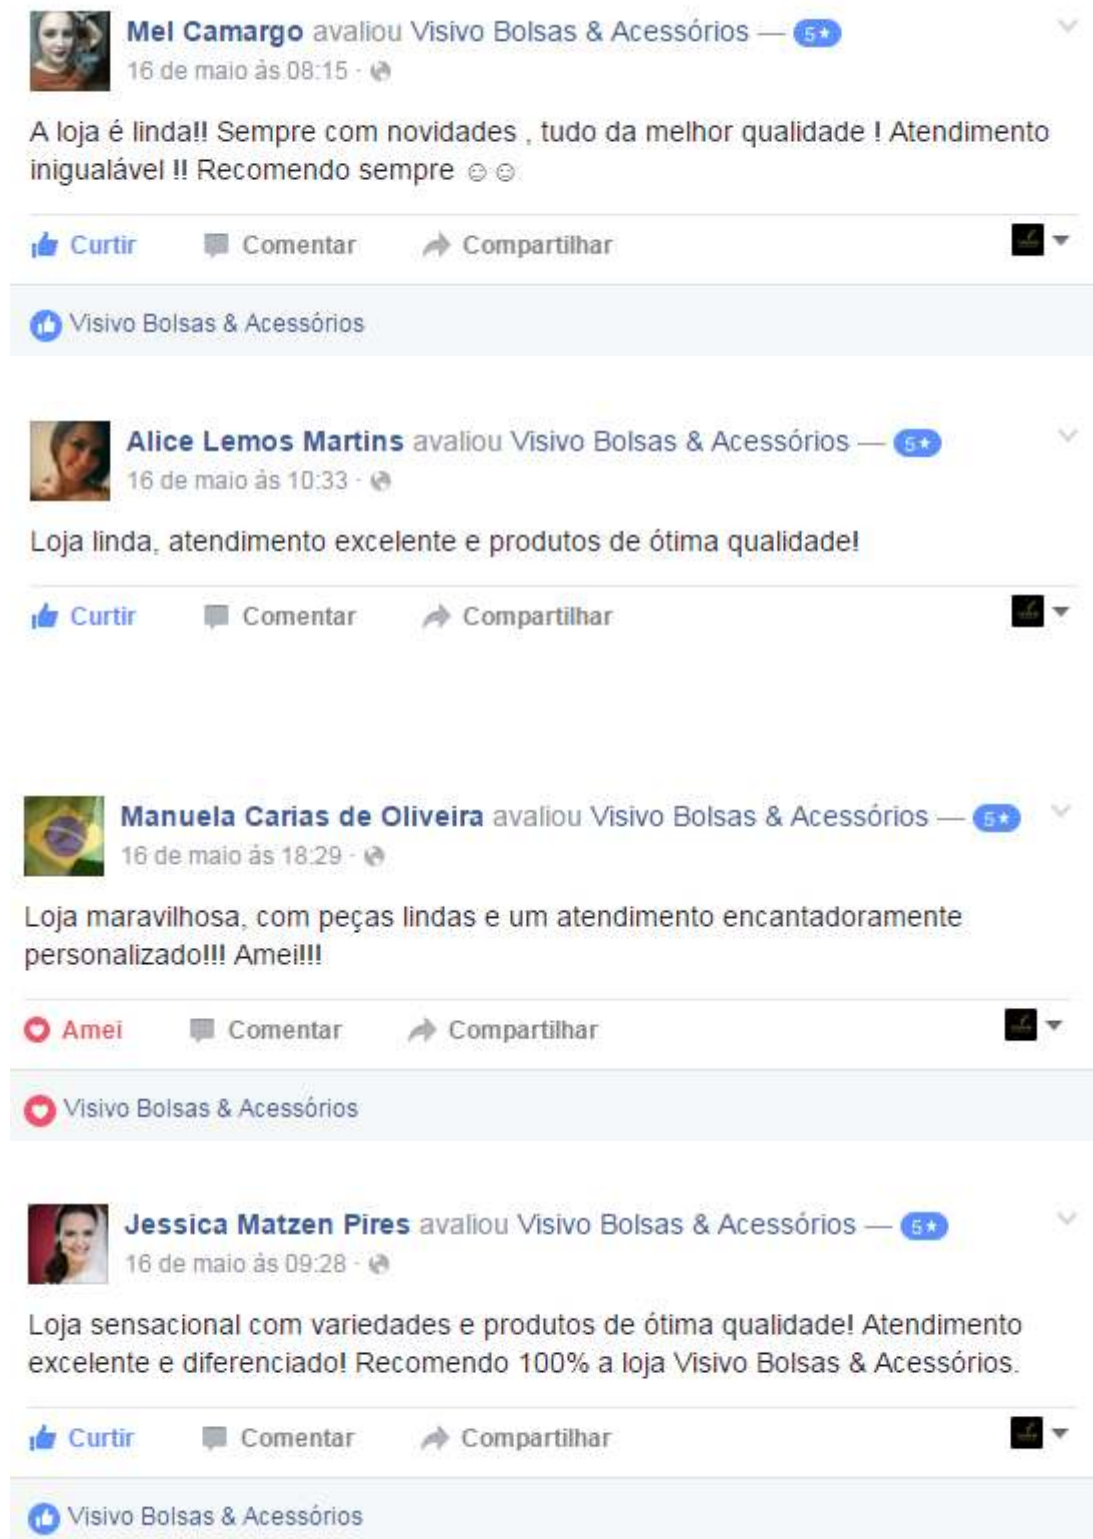 Mel Camargo avaliou Visivo Bolsas & Acessórios — 5★
16 de maio às 08:15 ·
A loja é linda!! Sempre com novidades , tudo da melhor qualidade ! Atendimento
inigualável !! Recomendo sempre ☺☺
Curtir Comentar Compartilhar
Visivo Bolsas & Acessórios
Alice Lemos Martins avaliou Visivo Bolsas & Acessórios — 5★
16 de maio às 10:33 ·
Loja linda, atendimento excelente e produtos de ótima qualidade!
Curtir Comentar Compartilhar
Manuela Carias de Oliveira avaliou Visivo Bolsas & Acessórios — 5★
16 de maio às 18:29 ·
Loja maravilhosa, com peças lindas e um atendimento encantadoramente
personalizado!!! Amei!!!
Amei Comentar Compartilhar
Visivo Bolsas & Acessórios
Jessica Matzen Pires avaliou Visivo Bolsas & Acessórios — 5★
16 de maio às 09:28 ·
Loja sensacional com variedades e produtos de ótima qualidade! Atendimento
excelente e diferenciado! Recomendo 100% a loja Visivo Bolsas & Acessórios.
Curtir Comentar Compartilhar
Visivo Bolsas & Acessórios